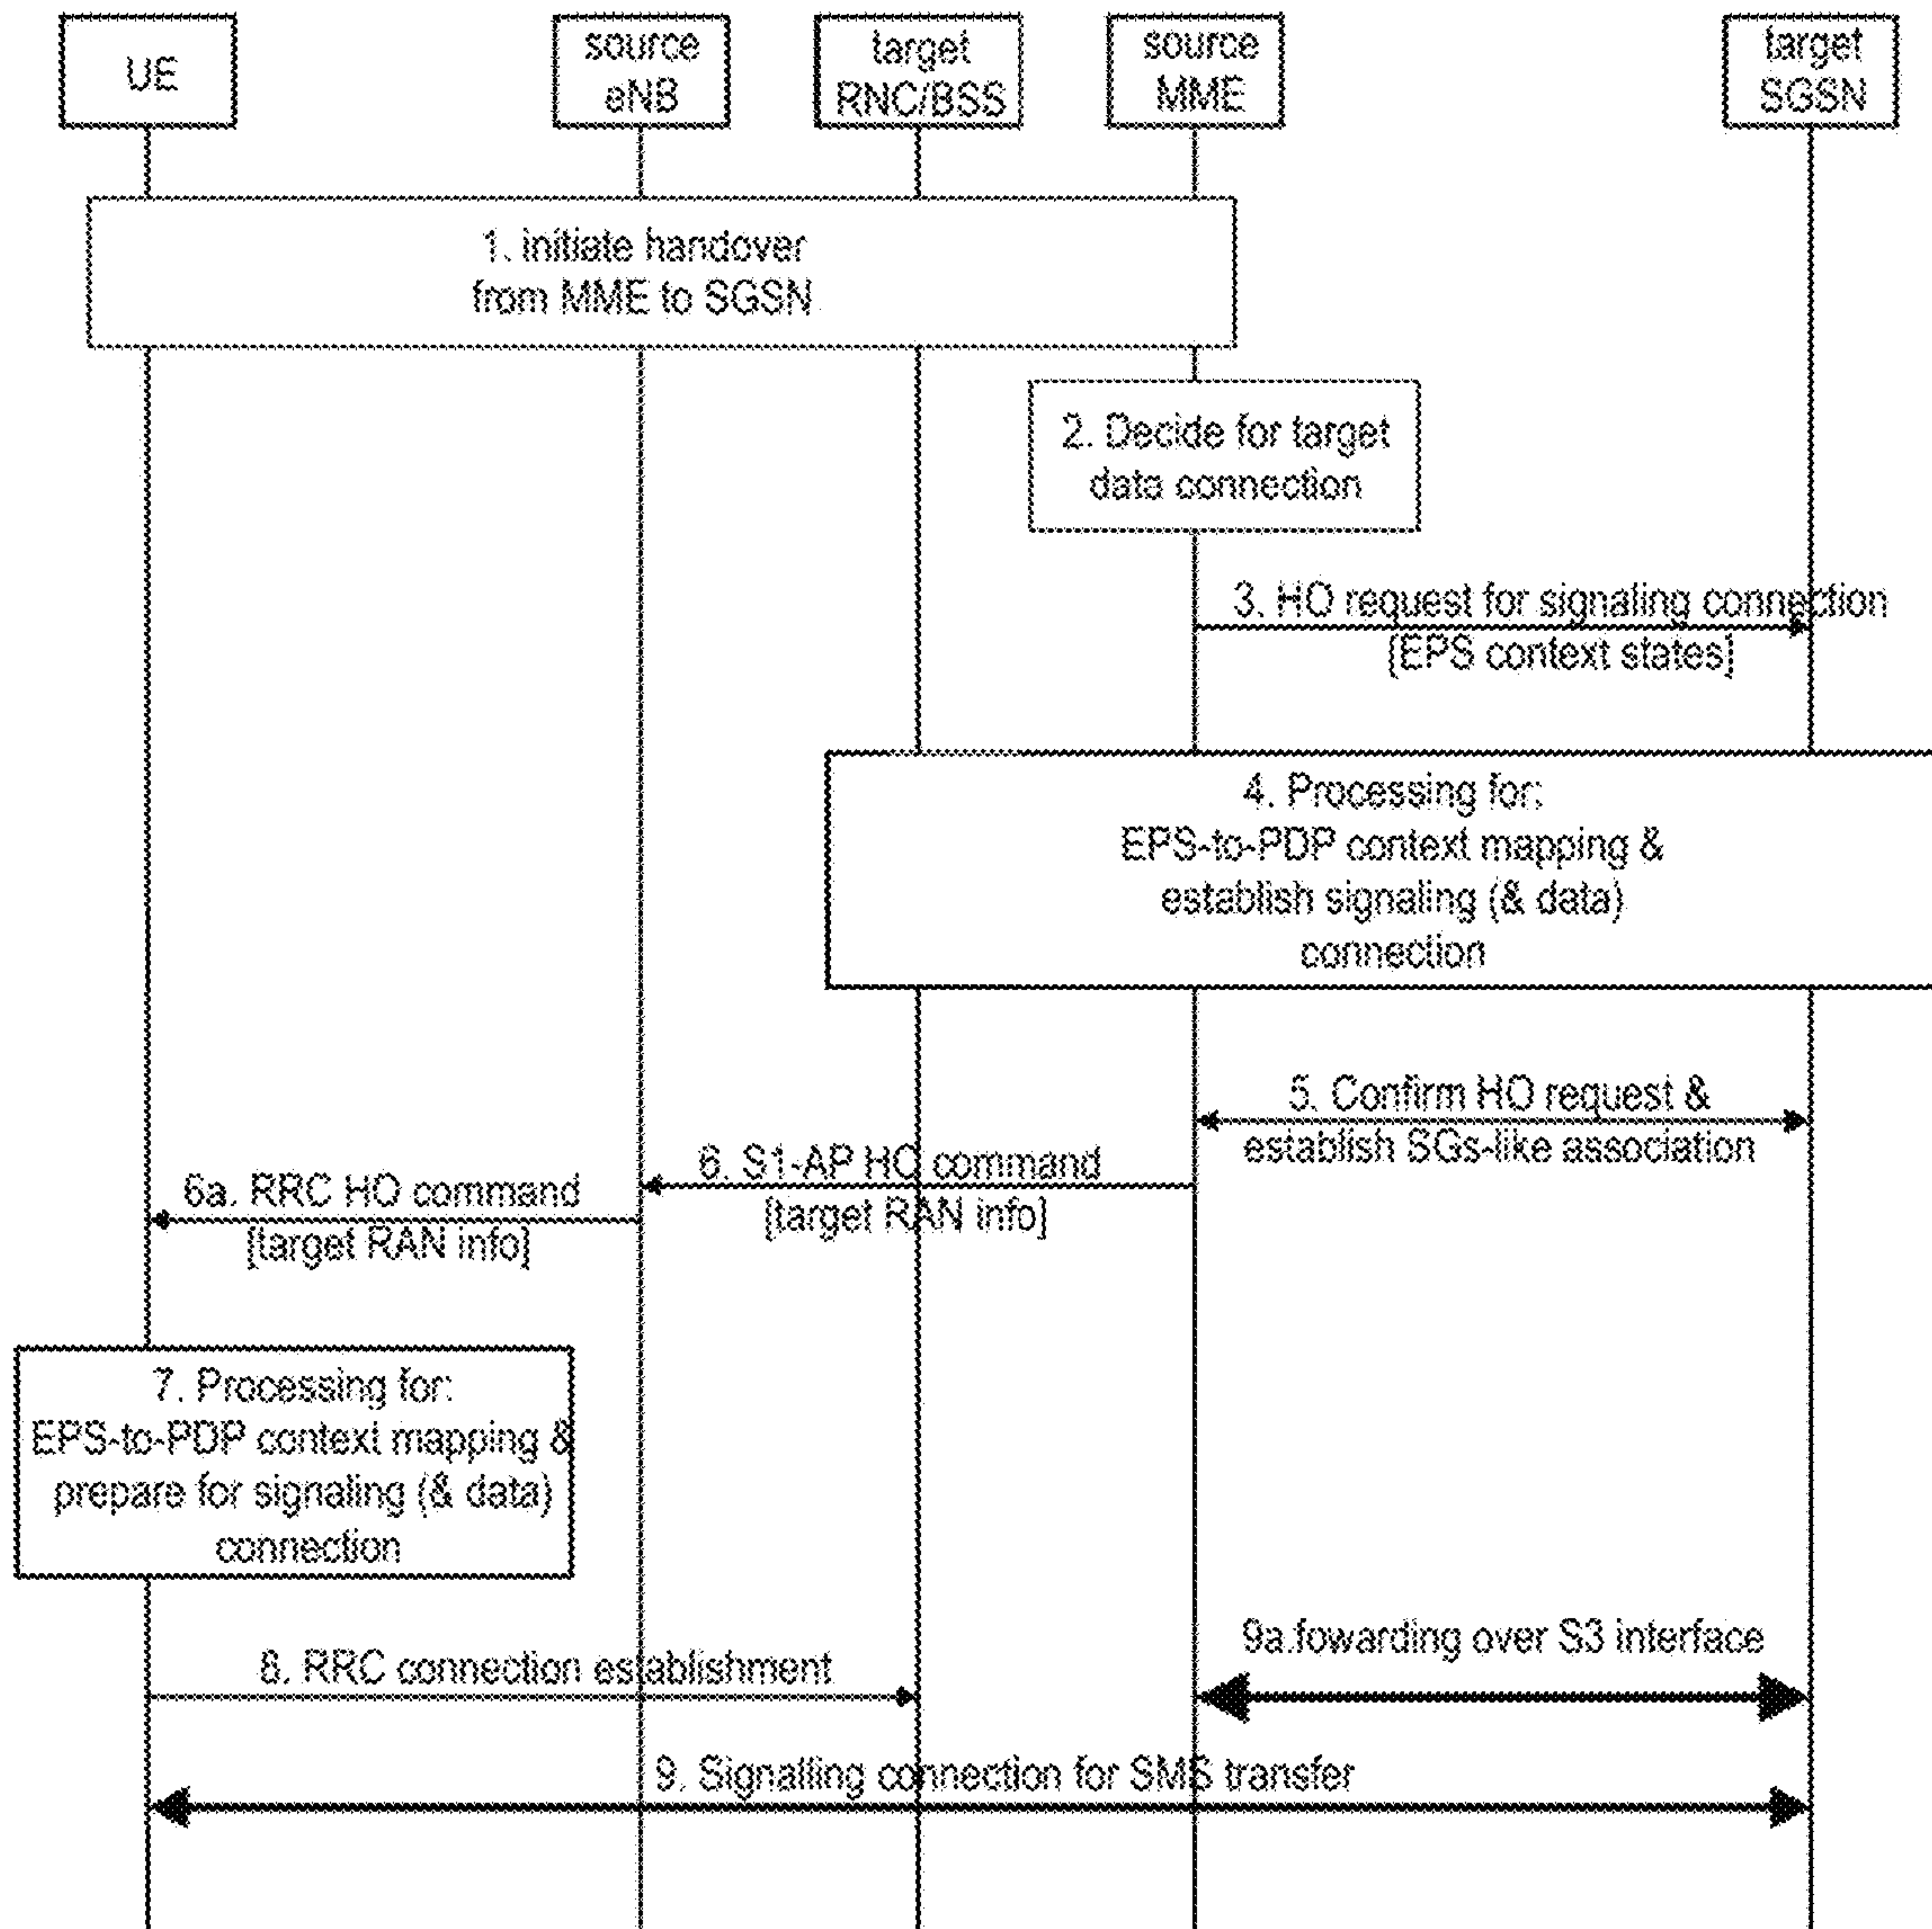 UE
source
eNB
target
RNC/BSS
source
MME
target
SGSN
1. initiate handover
from MME to SGSN
2. Decide for target
data connection
3. HO request for signaling connection
[EPS context states]
4. Processing for:
EPS-to-PDP context mapping &
establish signaling (& data)
connection
5. Confirm HO request &
establish SGs-like association
6. S1-AP HO command
[target RAN info]
6a. RRC HO command
[target RAN info]
7. Processing for:
EPS-to-PDP context mapping &
prepare for signaling (& data)
connection
9a.fowarding over S3 interface
8. RRC connection establishment
9. Signalling connection for SMS transfer